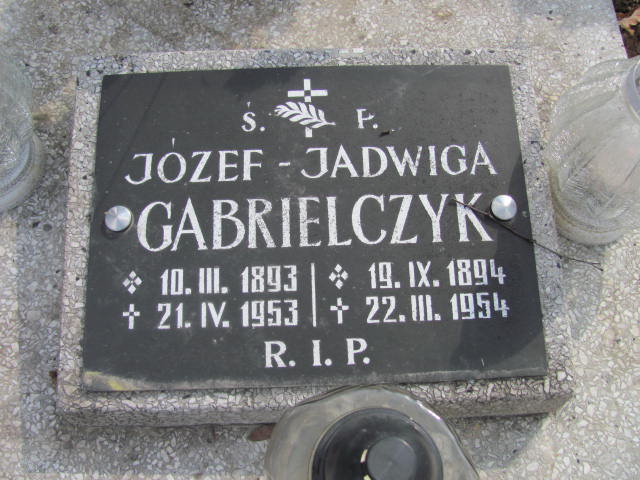 Ś. P.
JÓZEF - JADWIGA
GABRIELCZYK
10. III. 1893 | 19. IX. 1894
21. IV. 1953 | 22. III. 1954
R. I. P.